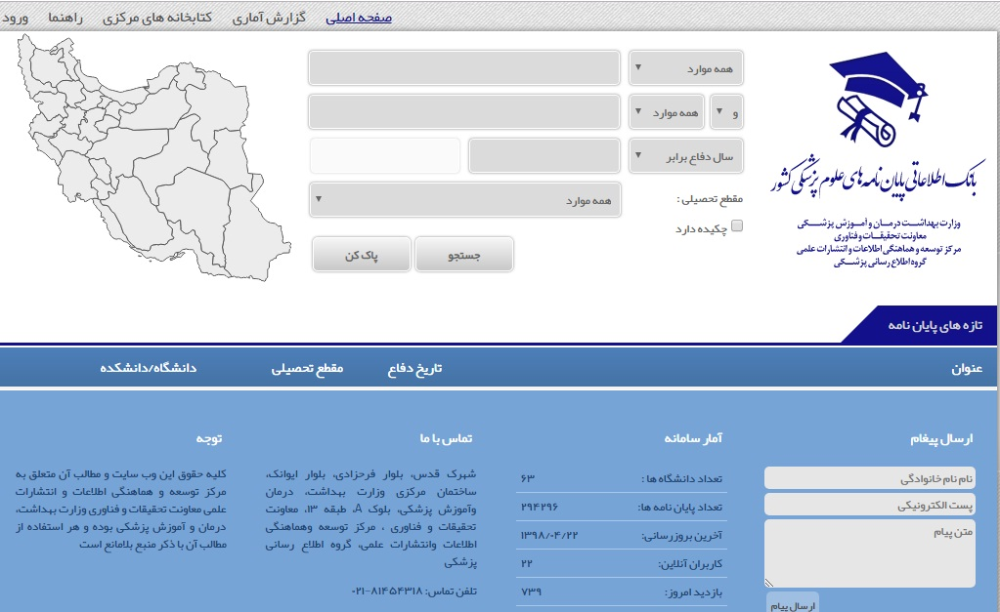 صفحه اصلی
گزارش آماری
کتابخانه های مرکزی
راهنما
ورود
بانک اطلاعاتی پایان نامه های علوم پزشکی کشور
وزارت بهداشت درمان و آموزش پزشکی
معاونت تحقیقات و فناوری
مرکز توسعه و هماهنگی اطلاعات و انتشارات علمی
گروه اطلاع رسانی پزشکی
همه موارد
و
همه موارد
سال دفاع برابر
مقطع تحصیلی :
همه موارد
چکیده دارد
جستجو
پاک کن
تازه های پایان نامه
عنوان
تاریخ دفاع
مقطع تحصیلی
دانشگاه/دانشکده
ارسال پیغام
نام نام خانوادگی
پست الکترونیکی
متن پیام
ارسال پیام
آمار سامانه
تعداد دانشگاه ها : ۶۳
تعداد پایان نامه ها: ۲۹۴۲۹۶
آخرین بروزرسانی: ۱۳۹۸/۰۴/۲۲
کاربران آنلاین: ۲۲
بازدید امروز: ۷۳۹
تماس با ما
شهرک قدس، بلوار فرحزادی، بلوار ایوانک،
ساختمان مرکزی وزارت بهداشت، درمان
وآموزش پزشکی، بلوک A، طبقه ۱۳، معاونت
تحقیقات و فناوری ، مرکز توسعه وهماهنگی
اطلاعات وانتشارات علمی، گروه اطلاع رسانی
پزشکی
تلفن تماس: ۸۱۴۵۴۳۱۸-۰۲۱
توجه
کلیه حقوق این وب سایت و مطالب آن متعلق به
مرکز توسعه و هماهنگی اطلاعات و انتشارات
علمی معاونت تحقیقات و فناوری وزارت بهداشت،
درمان و آموزش پزشکی بوده و هر استفاده از
مطالب آن با ذکر منبع بلامانع است